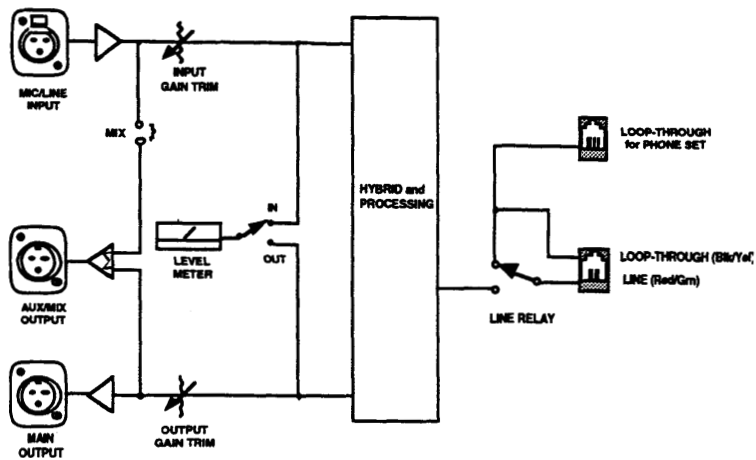 MIC/LINE
INPUT
INPUT
GAIN TRIM
MIX
AUX/MIX
OUTPUT
LEVEL
METER
IN
OUT
MAIN
OUTPUT
OUTPUT
GAIN TRIM
HYBRID and
PROCESSING
LINE RELAY
LOOP-THROUGH
for PHONE SET
LOOP-THROUGH (Blk/Yel)
LINE (Red/Grn)